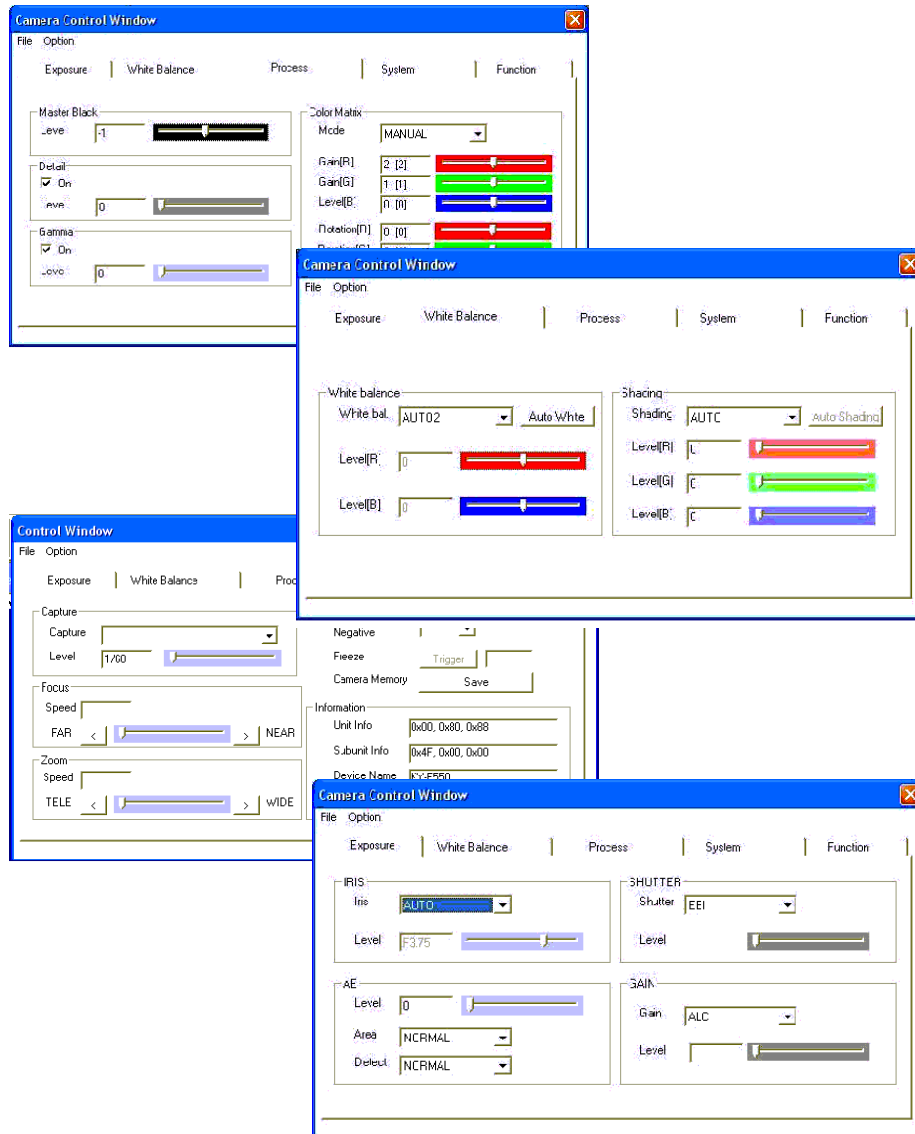 Camera Control Window
File Option
Exposure White Balance Process System Function
Master Black
Level -1
Detail
On
Level 0
Gamma
On
Level 0
Color Matrix
Mode MANUAL
Gain[R] 2 [2]
Gain[G] 1 [1]
Level[B] 0 [0]
Rotation[R] 0 [0]
Camera Control Window
File Option
Exposure White Balance Process System Function
White balance
White bal. AUTO2 Auto White
Level[R] 0
Level[B] 0
Shading
Shading AUTO Auto Shading
Level[R] 0
Level[G] 0
Level[B] 0
Control Window
File Option
Exposure White Balance Proc
Capture
Capture
Level 1/60
Focus
Speed
FAR < > NEAR
Zoom
Speed
TELE < > WIDE
Negative
Freeze Trigger
Camera Memory Save
Information
Unit Info 0x00, 0x80, 0x88
Subunit Info 0x4F, 0x00, 0x00
Device Name KY-F550
Camera Control Window
File Option
Exposure White Balance Process System Function
IRIS
Iris AUTO
Level F3.75
SHUTTER
Shutter EEI
Level
AE
Level 0
Area NORMAL
Detect NORMAL
GAIN
Gain ALC
Level